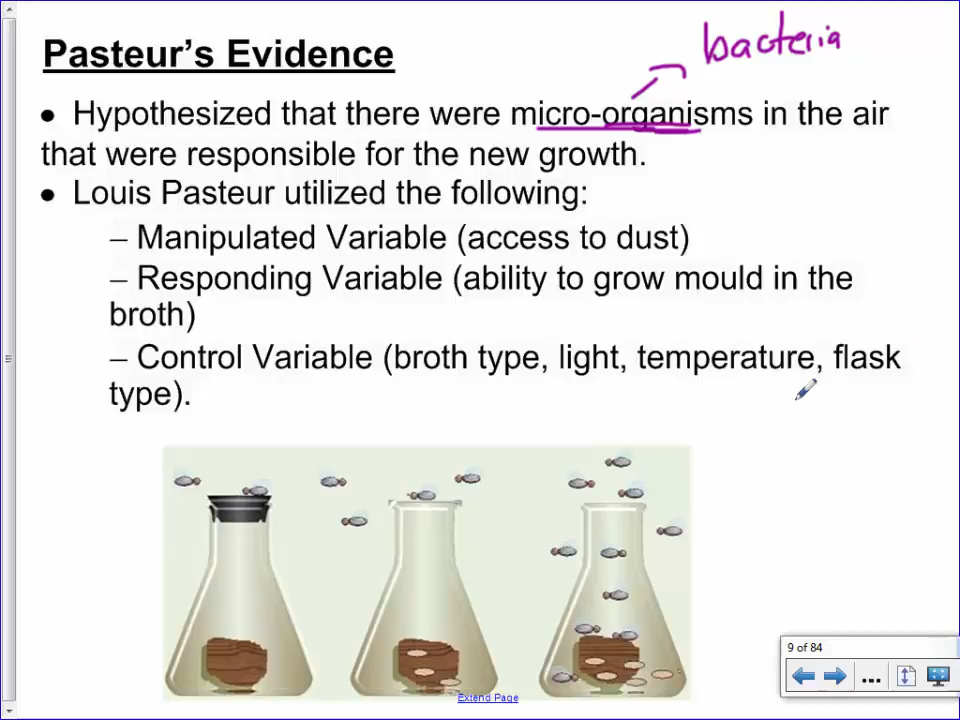 Pasteur's Evidence
bacteria
• Hypothesized that there were micro-organisms in the air
that were responsible for the new growth.
• Louis Pasteur utilized the following:
– Manipulated Variable (access to dust)
– Responding Variable (ability to grow mould in the
broth)
– Control Variable (broth type, light, temperature, flask
type).
9 of 84
...
Extend Page